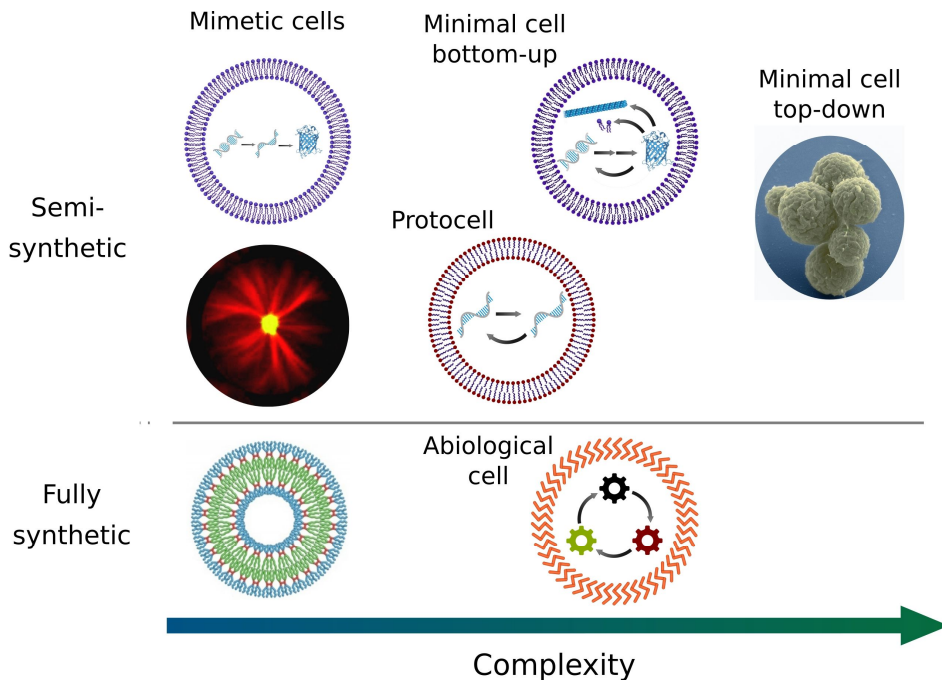 Mimetic cells
Minimal cell
bottom-up
Minimal cell
top-down
Semi-
synthetic
Protocell
Abiological
cell
Fully
synthetic
Complexity